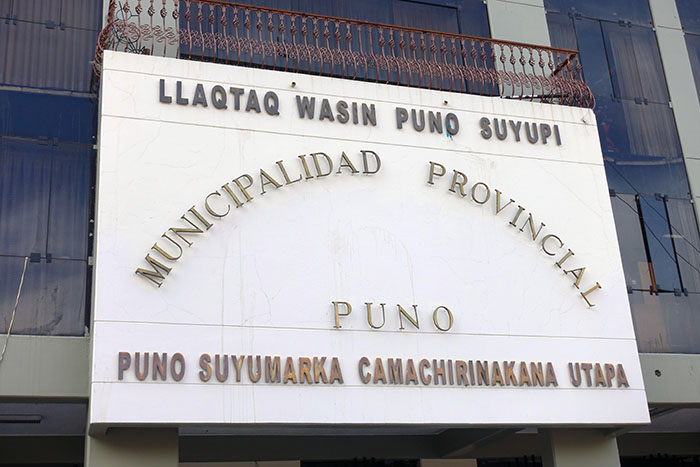 LLAQTAQ WASIN PUNO SUYUPI
MUNICIPALIDAD PROVINCIAL
PUNO
PUNO SUYUMARKA CAMACHIRINAKANA UTAPA